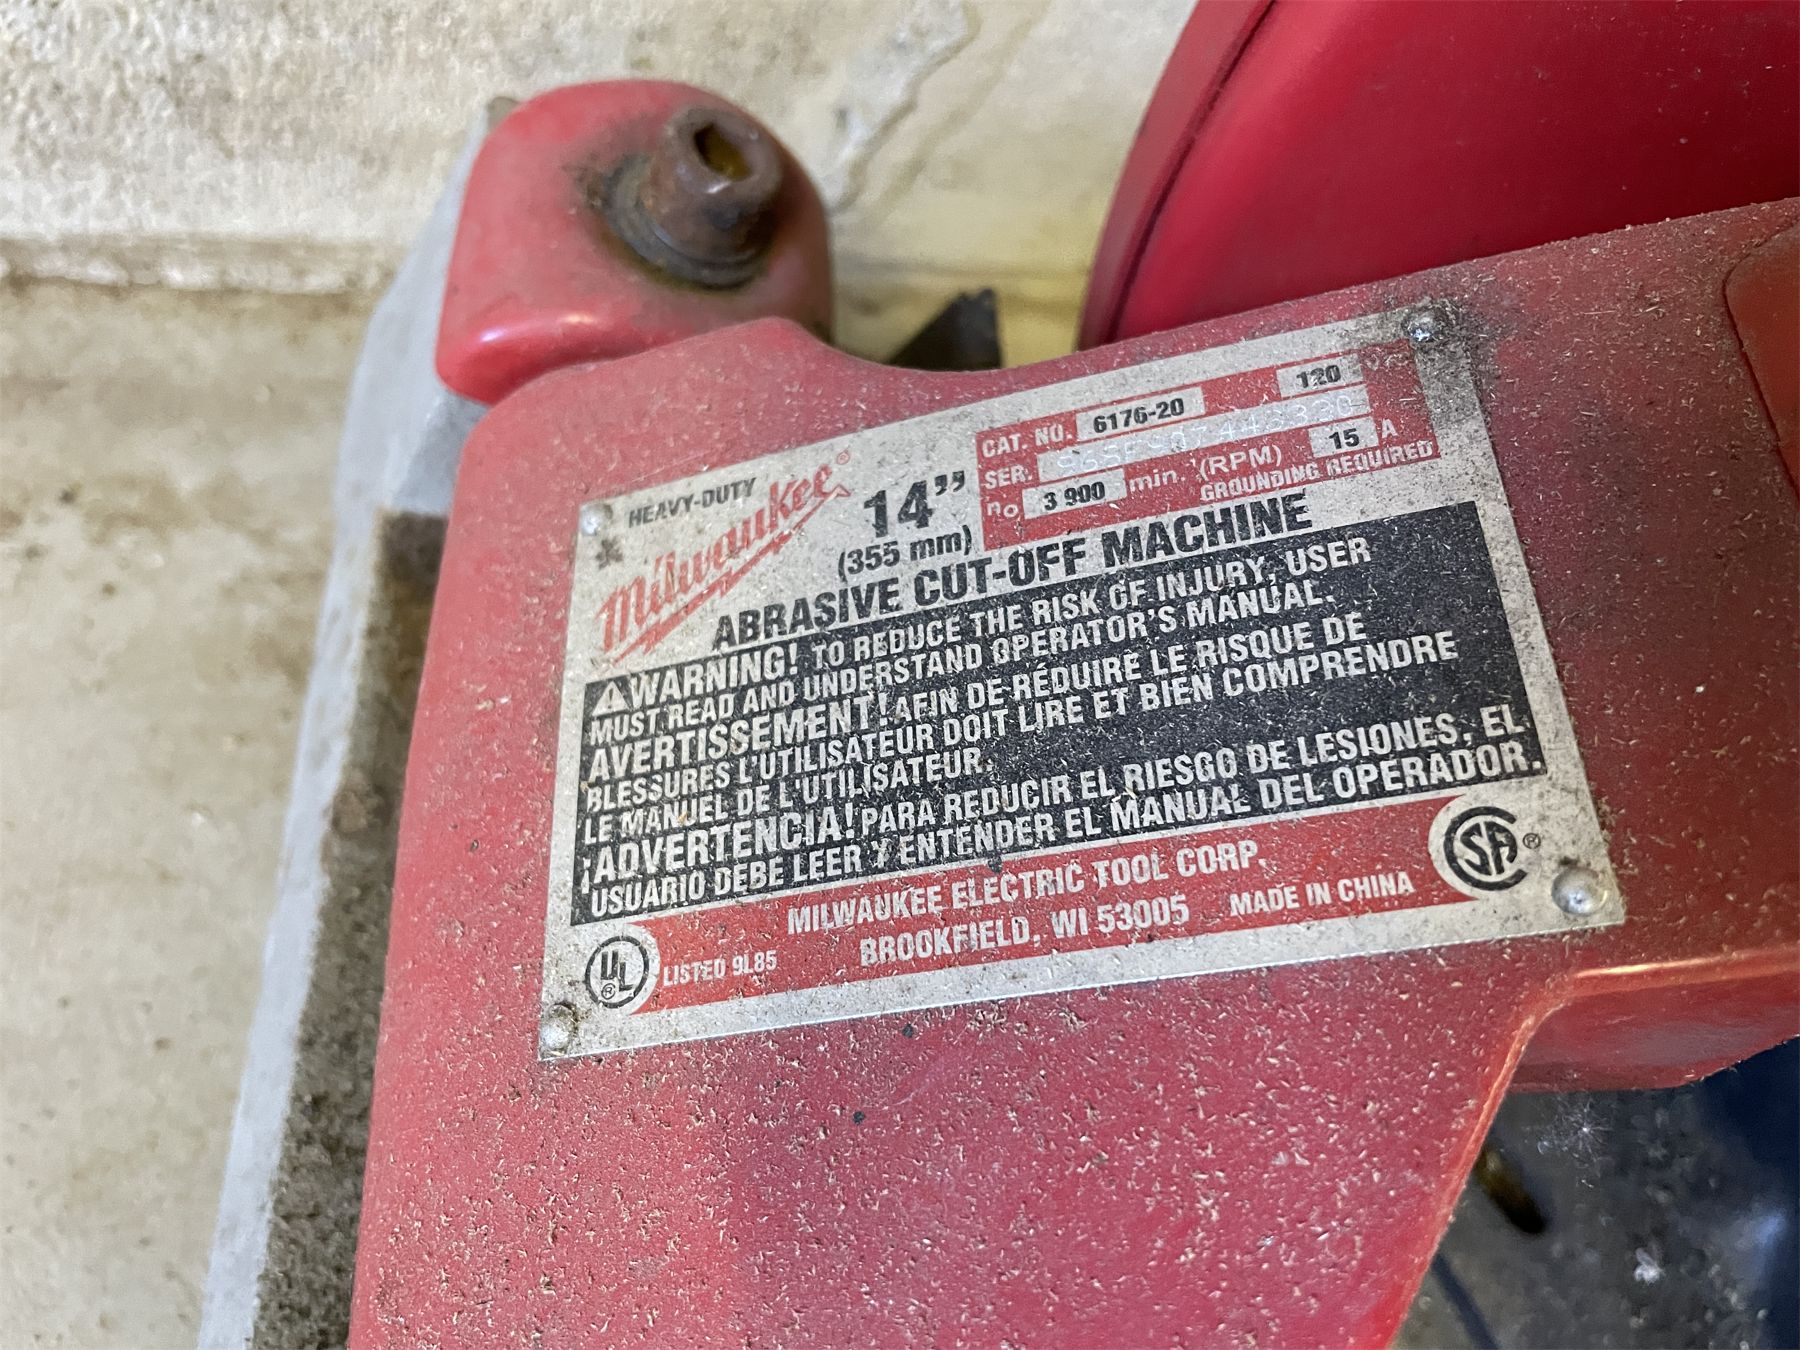 HEAVY-DUTY
Milwaukee®
14”
(355 mm)
CAT. NO. 6176-20 120
SER.
no 3 900 min. (RPM) 15 A
GROUNDING REQUIRED
ABRASIVE CUT-OFF MACHINE
WARNING! TO REDUCE THE RISK OF INJURY, USER
MUST READ AND UNDERSTAND OPERATOR'S MANUAL.
AVERTISSEMENT! AFIN DE RÉDUIRE LE RISQUE DE
BLESSURES L'UTILISATEUR DOIT LIRE ET BIEN COMPRENDRE
LE MANUEL DE L'UTILISATEUR.
¡ADVERTENCIA! PARA REDUCIR EL RIESGO DE LESIONES, EL
USUARIO DEBE LEER Y ENTENDER EL MANUAL DEL OPERADOR.
UL®
LISTED 9L85
MILWAUKEE ELECTRIC TOOL CORP.
BROOKFIELD, WI 53005 MADE IN CHINA
CSA®